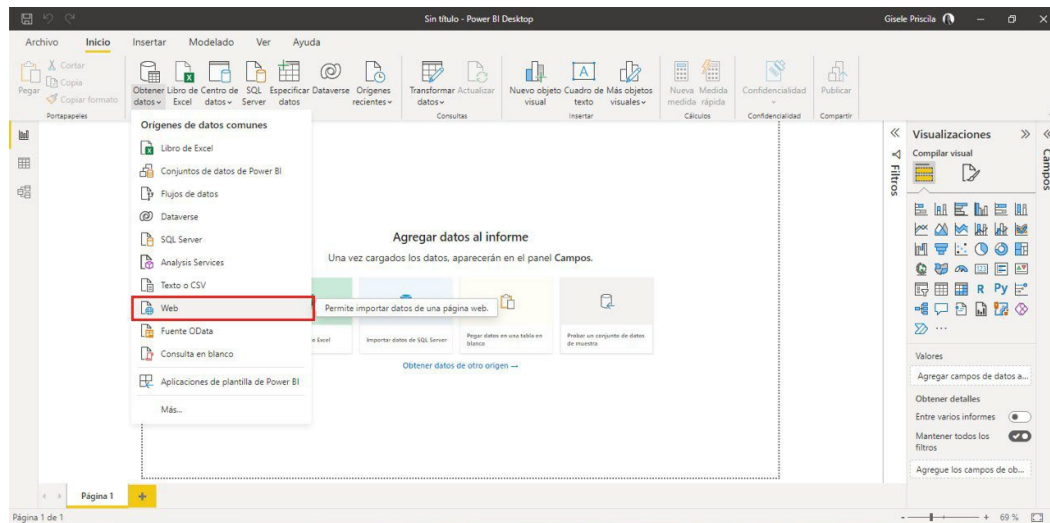 Sin título - Power BI Desktop
Gisele Priscila
Archivo Inicio Insertar Modelado Ver Ayuda
Pegar
Cortar
Copia
Copiar formato
Portapapeles
Obtener datos
Libro de Excel
Centro de datos
SQL Server
Especificar datos
Dataverse
Orígenes recientes
Transformar datos
Actualizar
Consultas
Nuevo objeto visual
Cuadro de texto
Más objetos visuales
Insertar
Nueva medida
Medida rápida
Cálculos
Confidencialidad
Confidencialidad
Publicar
Compartir
Orígenes de datos comunes
Libro de Excel
Conjuntos de datos de Power BI
Flujos de datos
Dataverse
SQL Server
Analysis Services
Texto o CSV
Web
Permite importar datos de una página web.
Fuente OData
Consulta en blanco
Aplicaciones de plantilla de Power BI
Más...
Agregar datos al informe
Una vez cargados los datos, aparecerán en el panel Campos.
Excel
Importar datos de SQL Server
Pegar datos en una tabla en
blanco
Probar un conjunto de datos
de muestra
Obtener datos de otro origen →
Filtros
Visualizaciones
Compilar visual
R Py
Valores
Agregar campos de datos a...
Obtener detalles
Entre varios informes
Mantener todos los
filtros
Agregue los campos de ob...
Campos
Página 1
Página 1 de 1
69 %